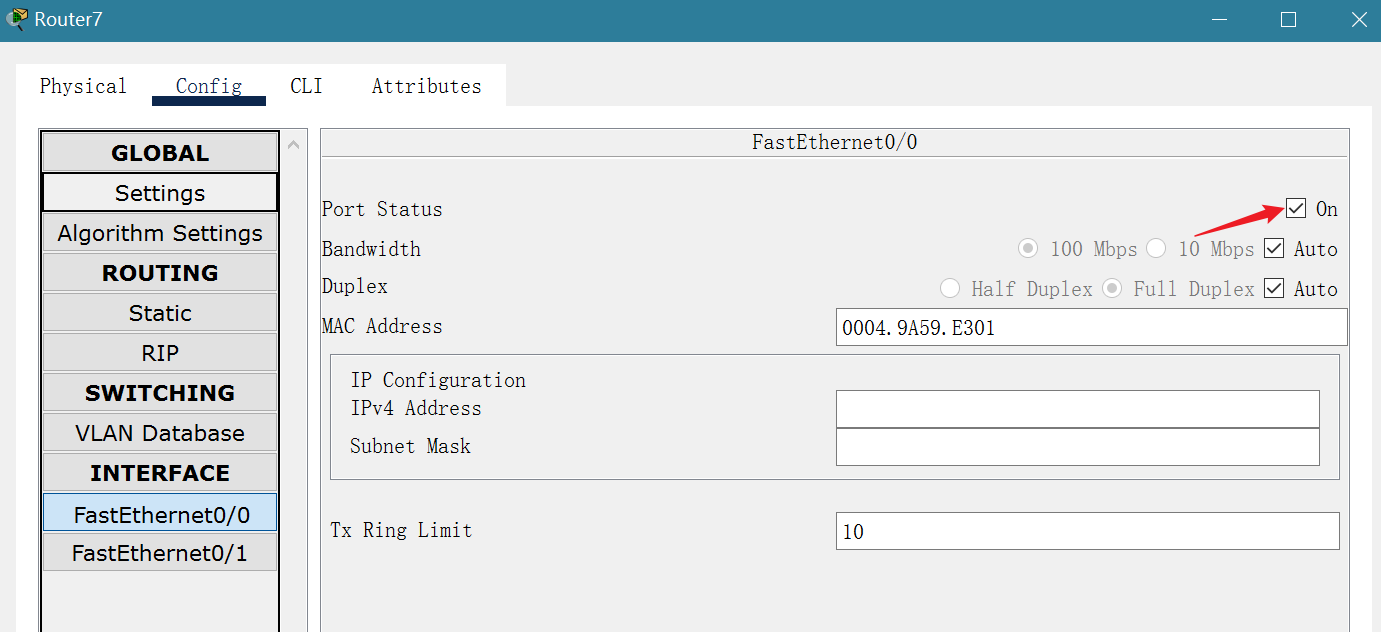 Router7
Physical Config CLI Attributes
GLOBAL
Settings
Algorithm Settings
ROUTING
Static
RIP
SWITCHING
VLAN Database
INTERFACE
FastEthernet0/0
FastEthernet0/1
FastEthernet0/0
Port Status On
Bandwidth 100 Mbps 10 Mbps Auto
Duplex Half Duplex Full Duplex Auto
MAC Address 0004.9A59.E301
IP Configuration
IPv4 Address
Subnet Mask
Tx Ring Limit 10